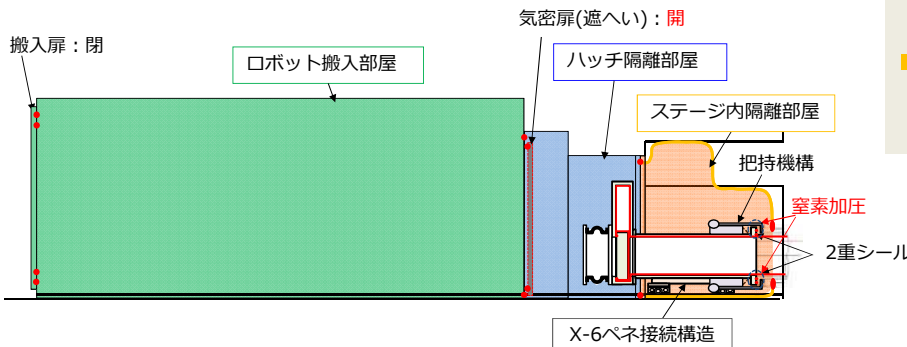 気密扉(遮へい)：開
搬入扉：閉
ロボット搬入部屋
ハッチ隔離部屋
ステージ内隔離部屋
把持機構
窒素加圧
2重シール
X-6ペネ接続構造